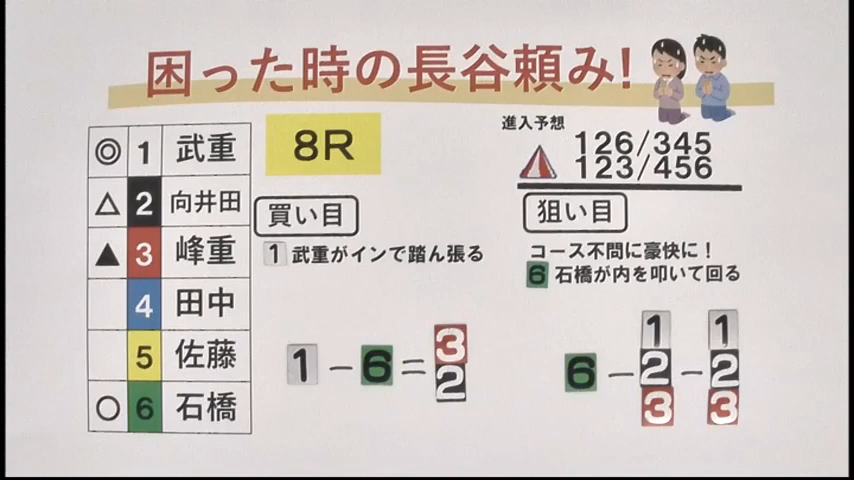 困った時の長谷頼み!
◎ 1 武重
△ 2 向井田
▲ 3 峰重
4 田中
5 佐藤
○ 6 石橋
8R
買い目
1 武重がインで踏ん張る
1-6=3
2
進入予想
126/345
123/456
狙い目
コース不問に豪快に!
6 石橋が内を叩いて回る
1 1
6-2-2
3 3